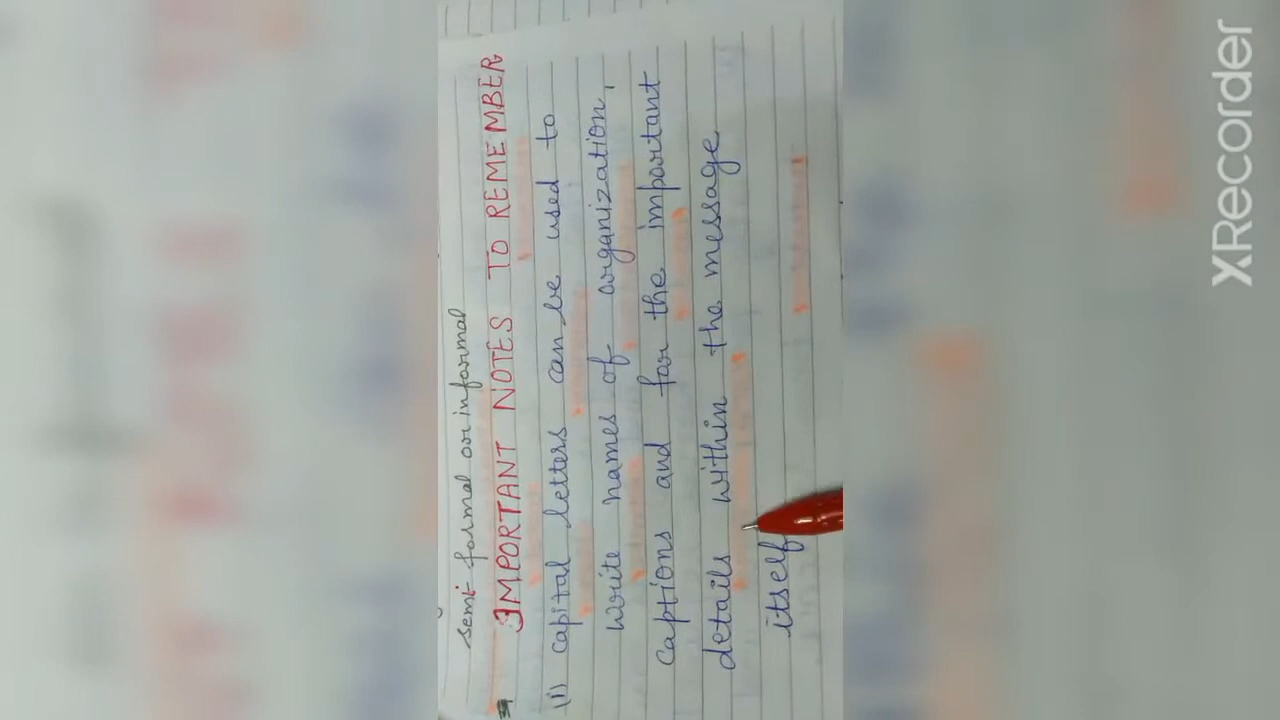 semi-formal or informal
IMPORTANT NOTES TO REMEMBER
(i) capital letters can be used to
write names of organization,
captions and for the important
details within the message
itself
XRecorder